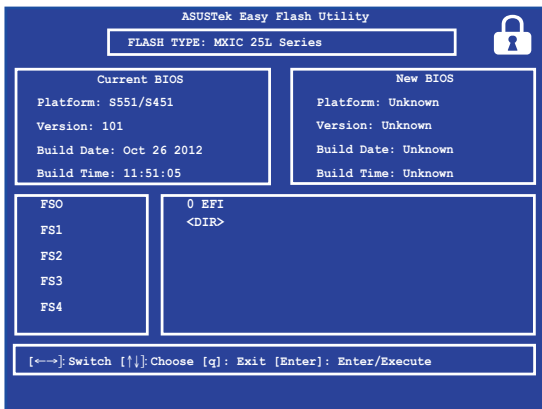 ASUSTek Easy Flash Utility
FLASH TYPE: MXIC 25L Series
Current BIOS
Platform: S551/S451
Version: 101
Build Date: Oct 26 2012
Build Time: 11:51:05
New BIOS
Platform: Unknown
Version: Unknown
Build Date: Unknown
Build Time: Unknown
FSO
FS1
FS2
FS3
FS4
0 EFI
<DIR>
[←→]: Switch [↑↓]: Choose [q]: Exit [Enter]: Enter/Execute